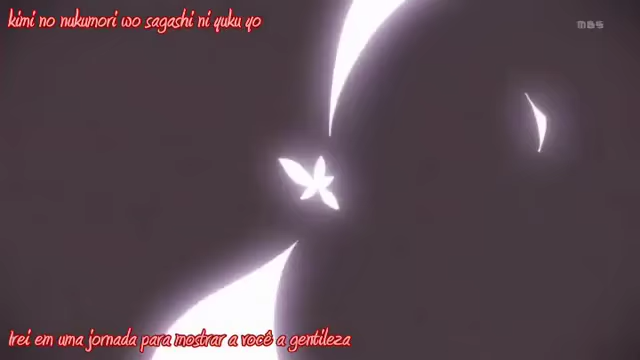 kimi no nukumori wo sagashi ni yuku yo
MBS
Irei em uma jornada para mostrar a você a gentileza